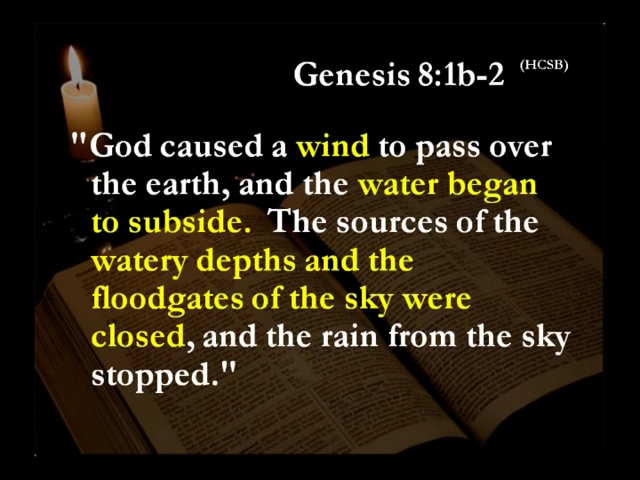 Genesis 8:1b-2 (HCSB)
"God caused a wind to pass over
the earth, and the water began
to subside. The sources of the
watery depths and the
floodgates of the sky were
closed, and the rain from the sky
stopped."